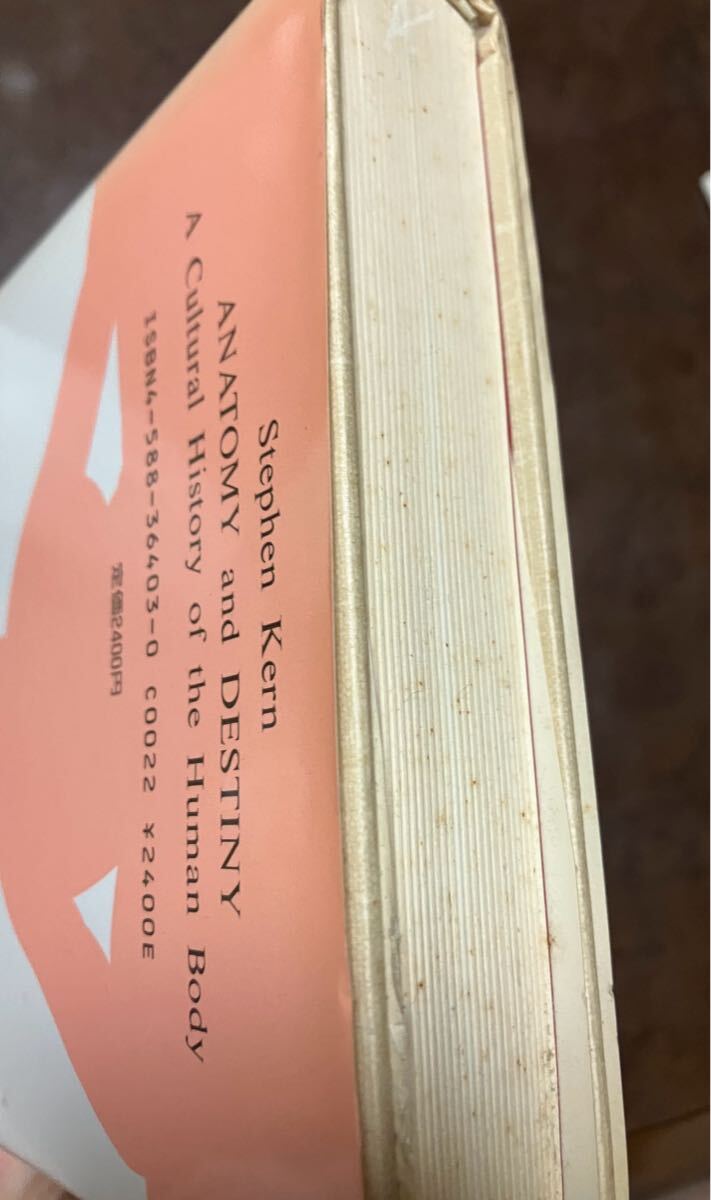 Stephen Kern
ANATOMY and DESTINY
A Cultural History of the Human Body
ISBN4-588-36403-0 C0022 ¥2400E
定価2400円